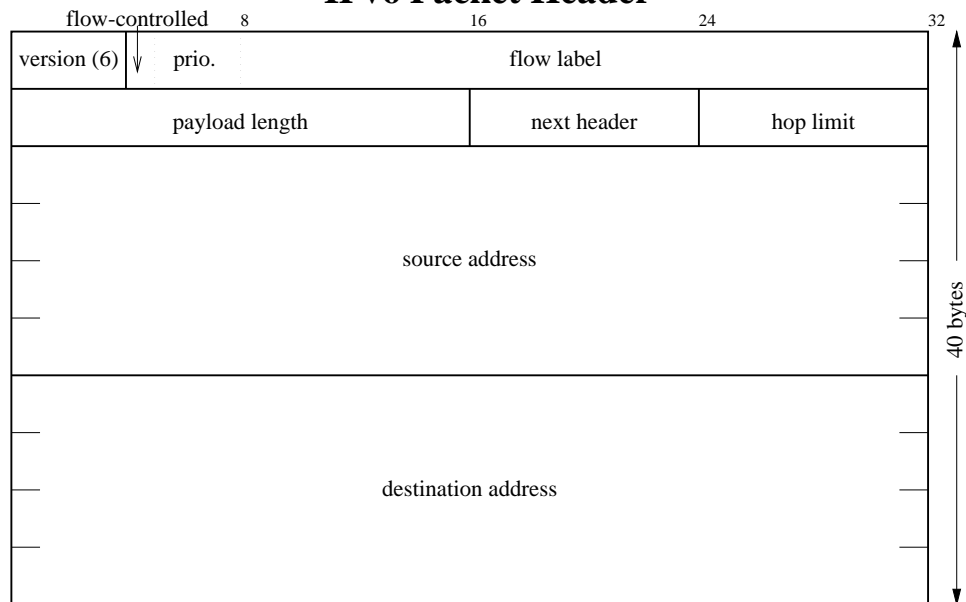 flow-controlled 8 16 24 32
version (6) prio. flow label
payload length next header hop limit
source address
40 bytes
destination address